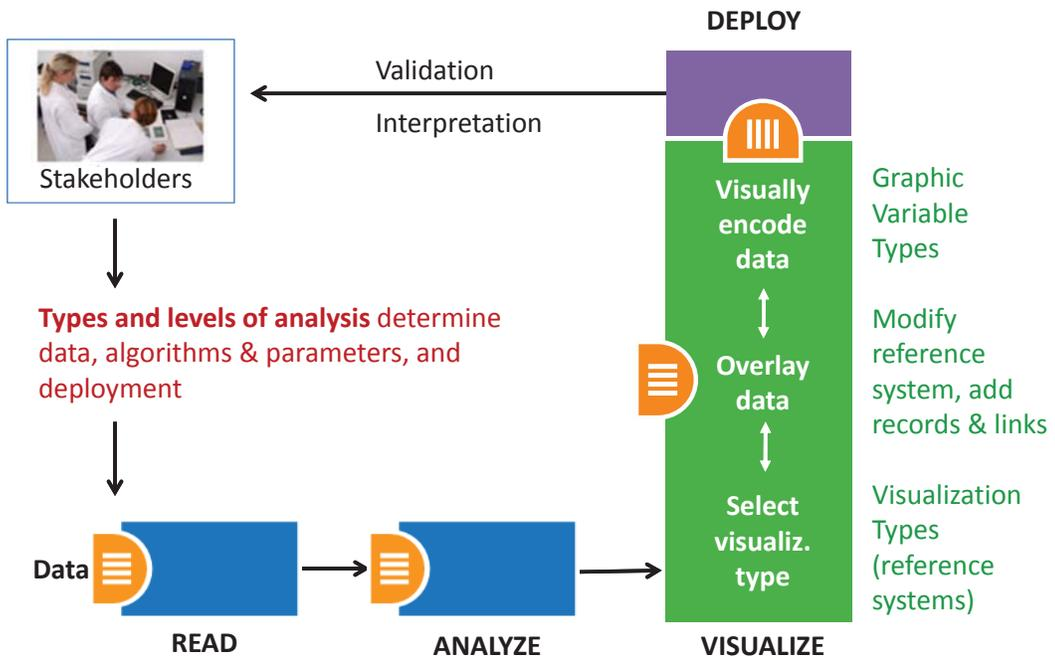 DEPLOY
Validation
Interpretation
Stakeholders
Types and levels of analysis determine
data, algorithms & parameters, and
deployment
Visually
encode
data
Graphic
Variable
Types
Overlay
data
Modify
reference
system, add
records & links
Select
visualiz.
type
Visualization
Types
(reference
systems)
Data
READ
ANALYZE
VISUALIZE